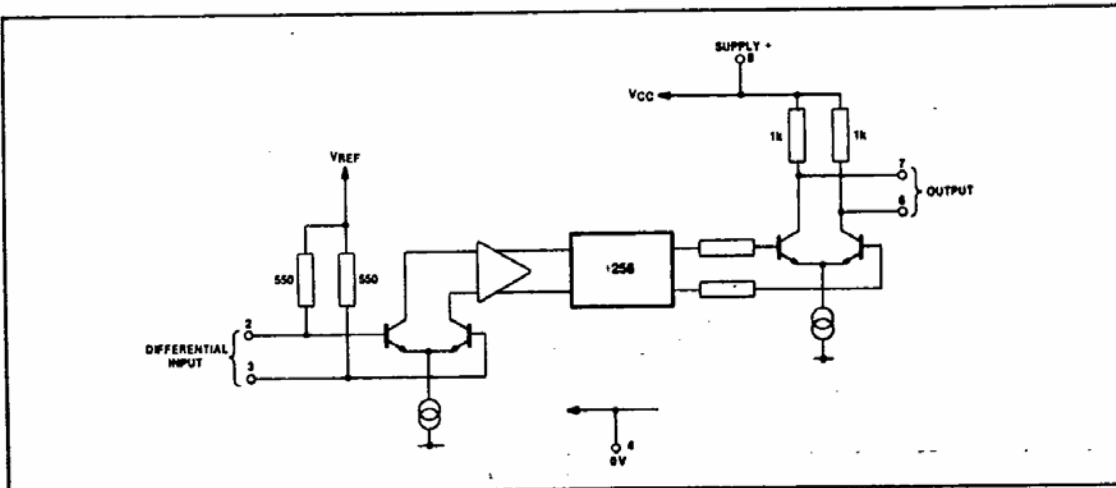 SUPPLY +
8
VCC
1k
1k
VREF
7
OUTPUT
6
÷256
550
550
2
DIFFERENTIAL
INPUT
3
4
0V